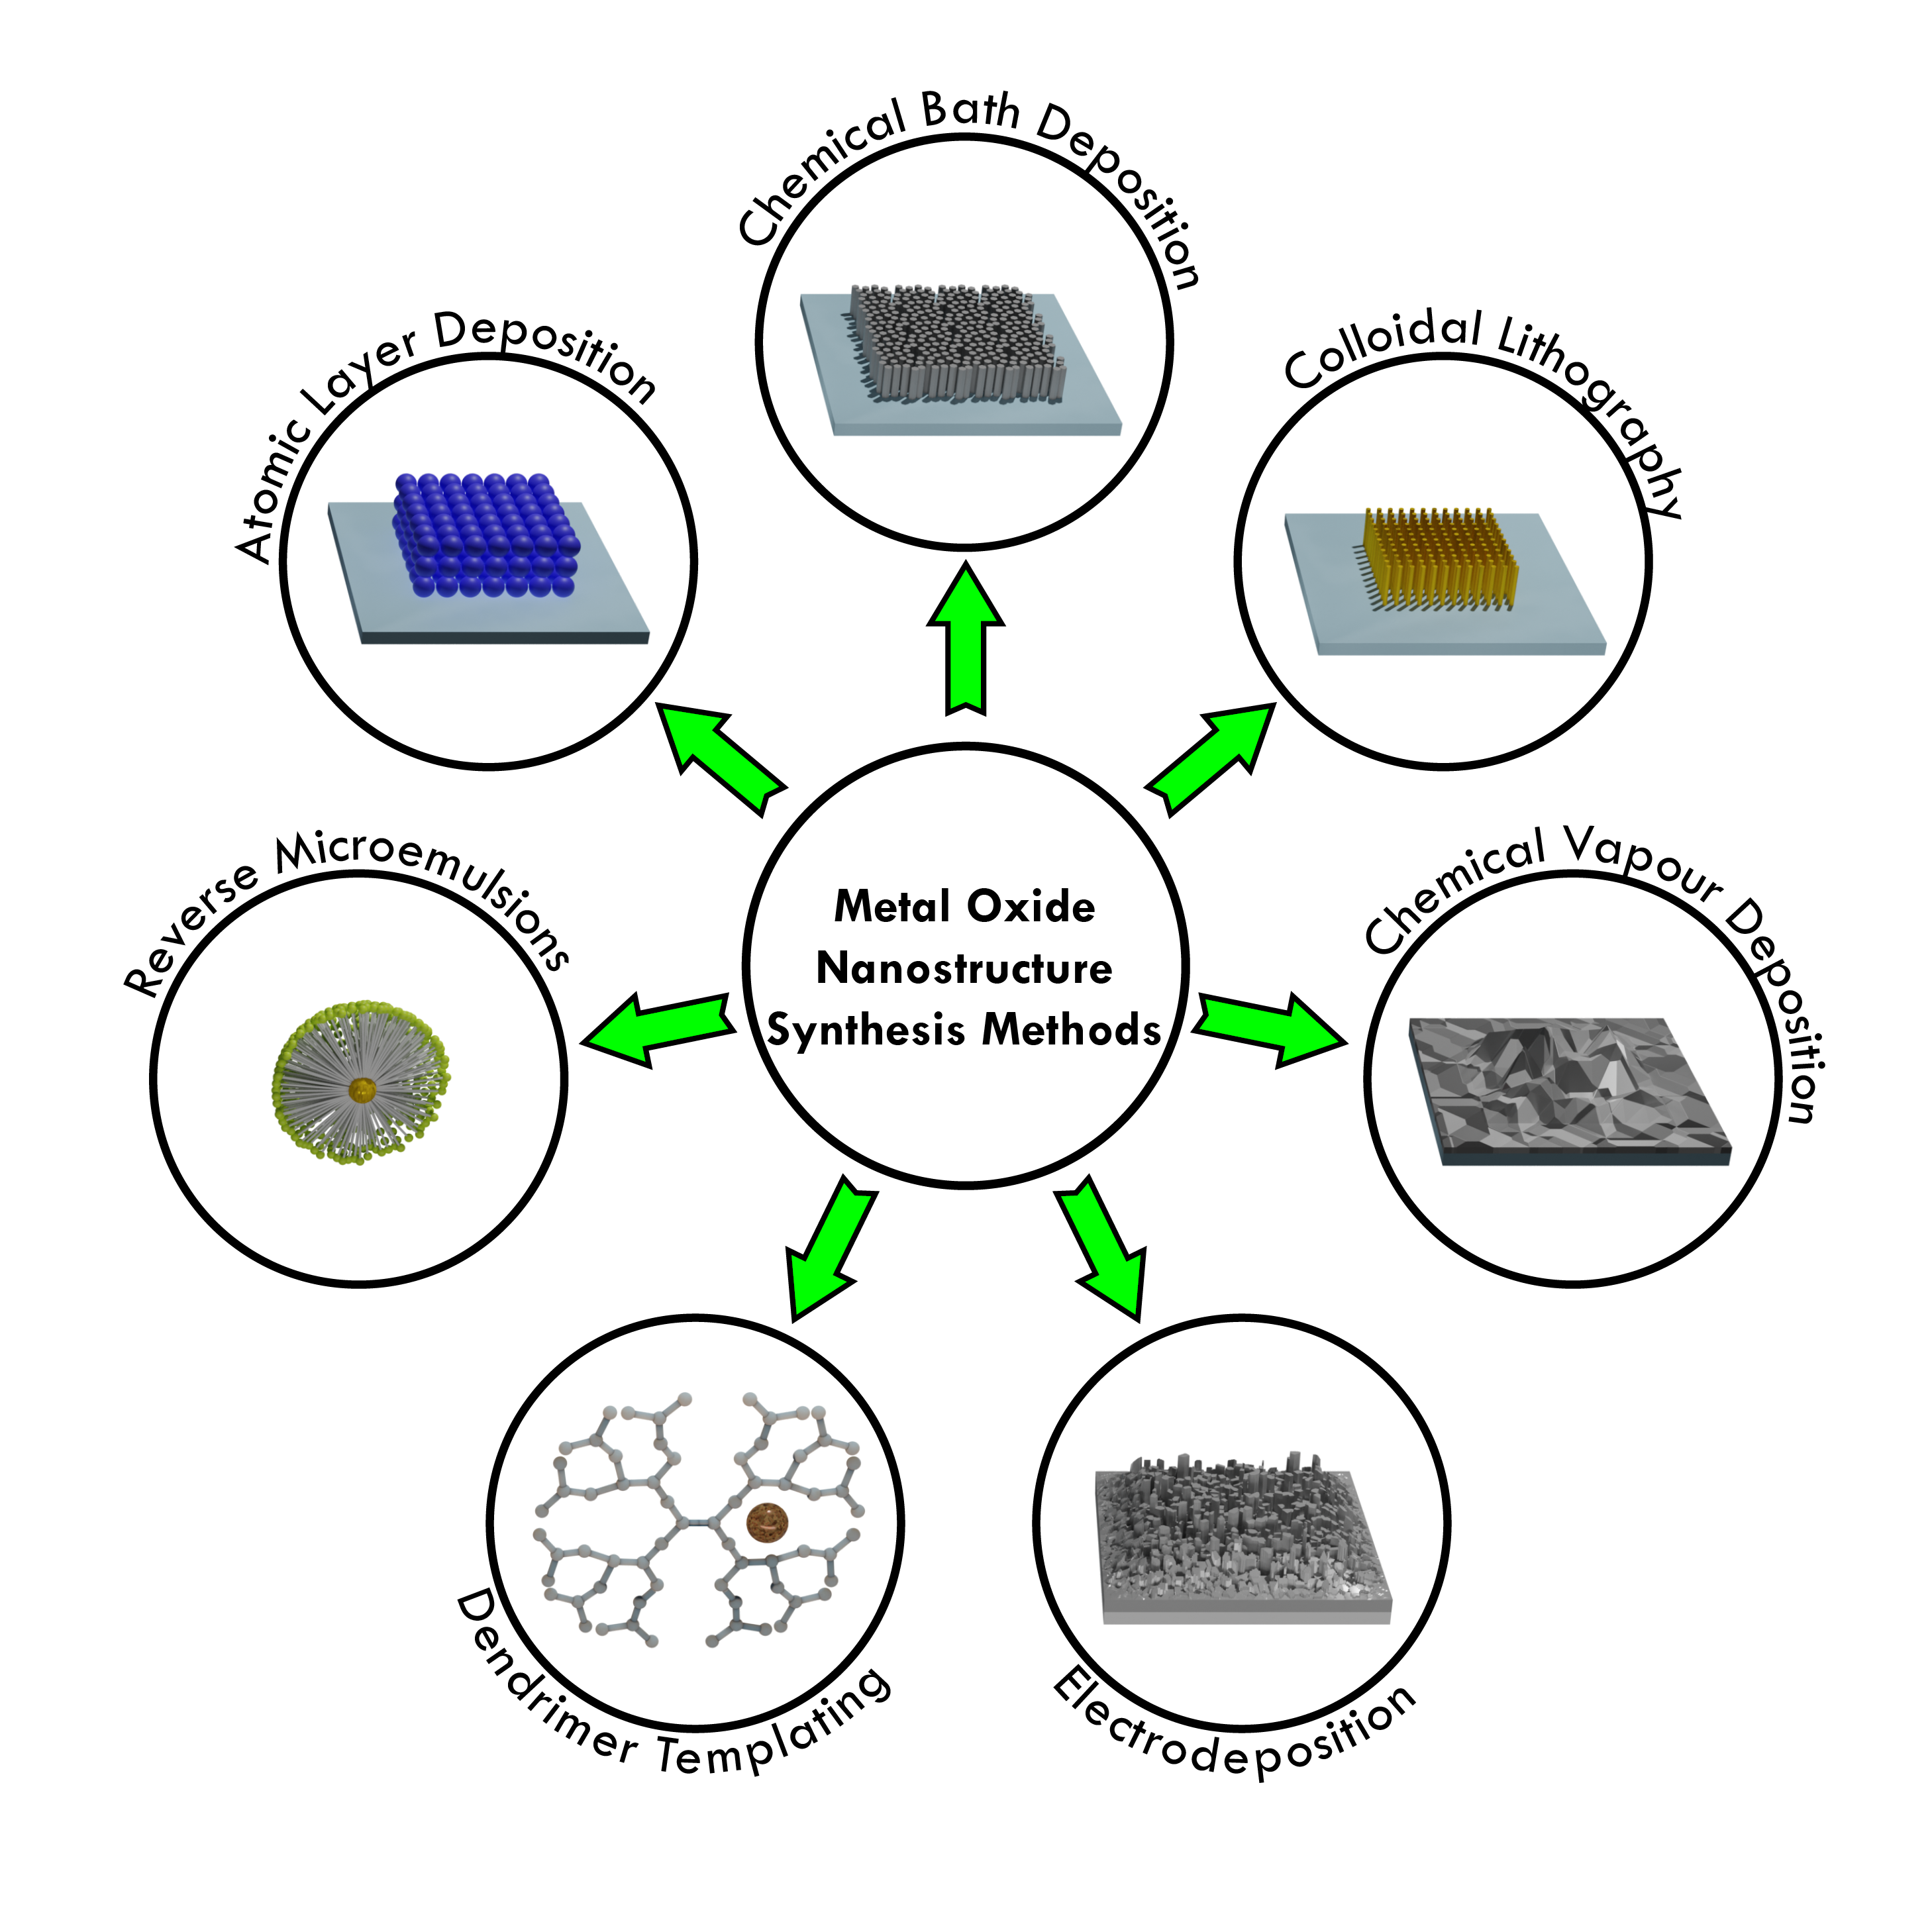 Chemical Bath Deposition
Atomic Layer Deposition
Colloidal Lithography
Reverse Microemulsions
Metal Oxide
Nanostructure
Synthesis Methods
Chemical Vapour Deposition
Dendrimer Templating
Electrodeposition